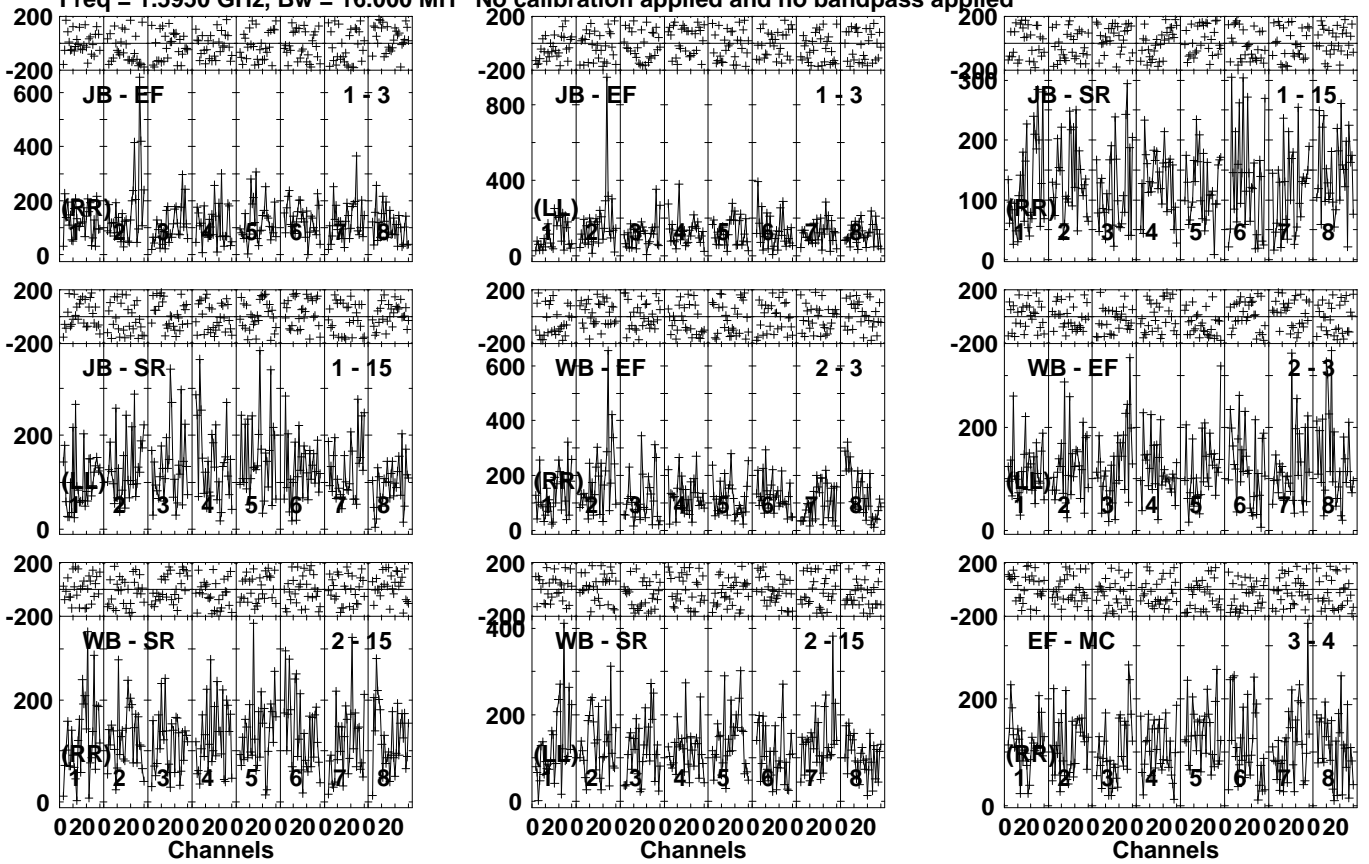 Freq = 1.5950 GHz, Bw = 16.000 MH No calibration applied and no bandpass applied
200 200 200
-200 -200 -200
600 JB - EF 1 - 3 800 JB - EF 1 - 3 300 JB - SR 1 - 15
400 200
400
200 100
(RR) (LL) (RR)
1 2 3 4 5 6 7 8 1 2 3 4 5 6 7 8 1 2 3 4 5 6 7 8
0 0 0
200 200 200
-200 -200 -200
JB - SR 1 - 15 600 WB - EF 2 - 3 WB - EF 2 - 3
200 400 200
200
(LL) (RR) (LL)
1 2 3 4 5 6 7 8 1 2 3 4 5 6 7 8 1 2 3 4 5 6 7 8
0 0 0
200 200 200
-200 -200 -200
WB - SR 2 - 15 400 WB - SR 2 - 15 EF - MC 3 - 4
200 200 200
(RR) (LL) (RR)
1 2 3 4 5 6 7 8 1 2 3 4 5 6 7 8 1 2 3 4 5 6 7 8
0 0 0
0 20 0 20 0 20 0 20 0 20 0 20 0 20 0 20 0 20 0 20 0 20 0 20 0 20 0 20 0 20 0 20 0 20 0 20 0 20 0 20 0 20 0 20 0 20 0 20
Channels Channels Channels